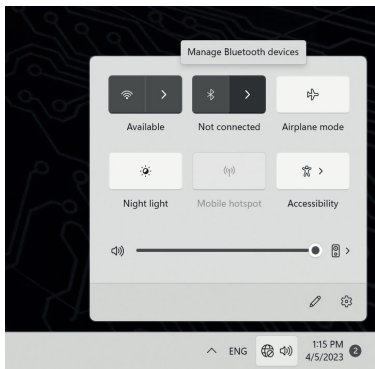 Manage Bluetooth devices
Available
Not connected
Airplane mode
Night light
Mobile hotspot
Accessibility
ENG
1:15 PM
4/5/2023
2